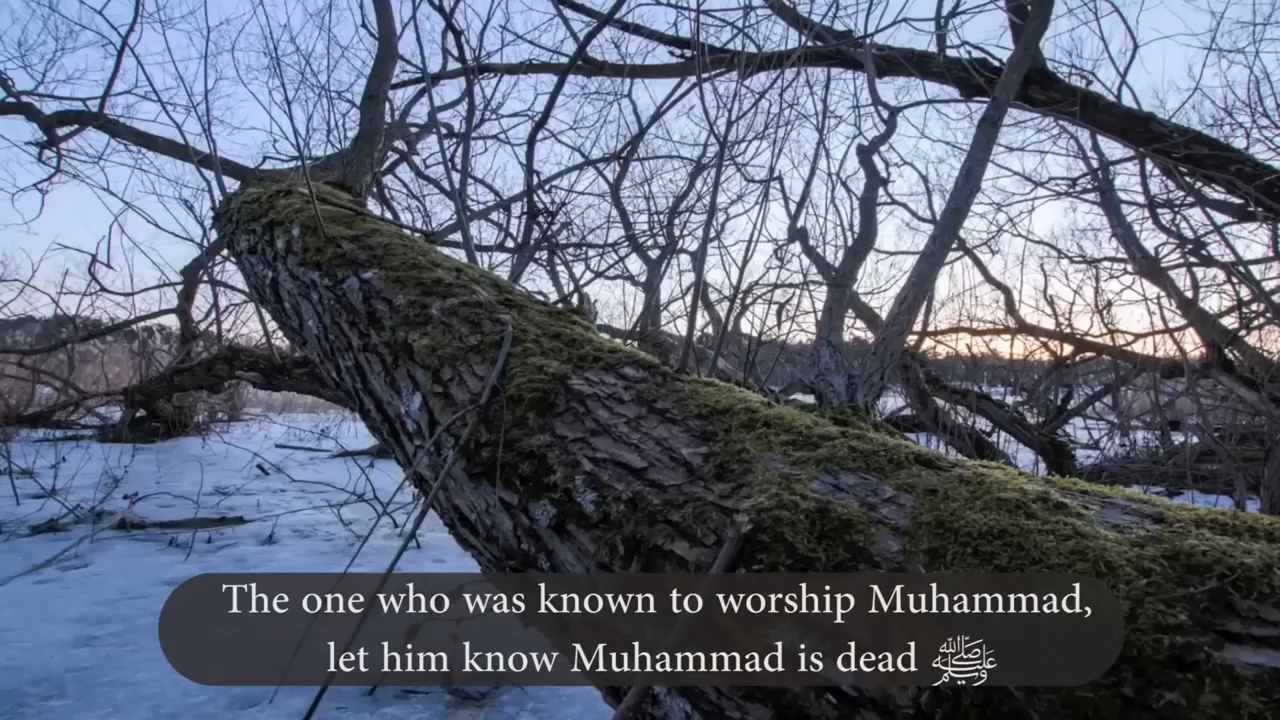 The one who was known to worship Muhammad,
let him know Muhammad is dead ﷺ